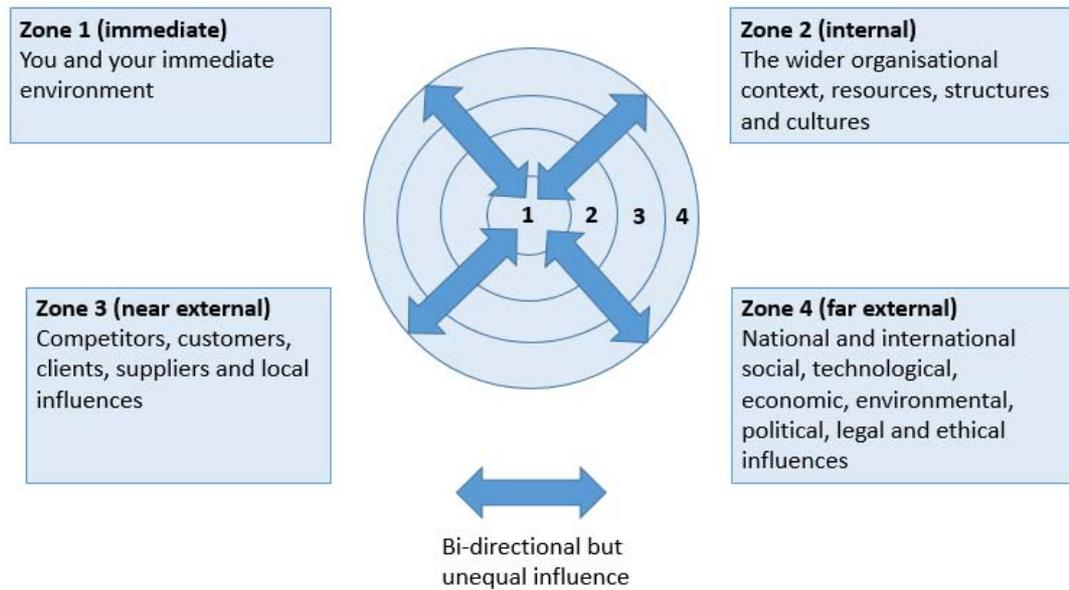 Zone 1 (immediate)
You and your immediate
environment
Zone 2 (internal)
The wider organisational
context, resources, structures
and cultures
1
2
3
4
Zone 3 (near external)
Competitors, customers,
clients, suppliers and local
influences
Zone 4 (far external)
National and international
social, technological,
economic, environmental,
political, legal and ethical
influences
Bi-directional but
unequal influence